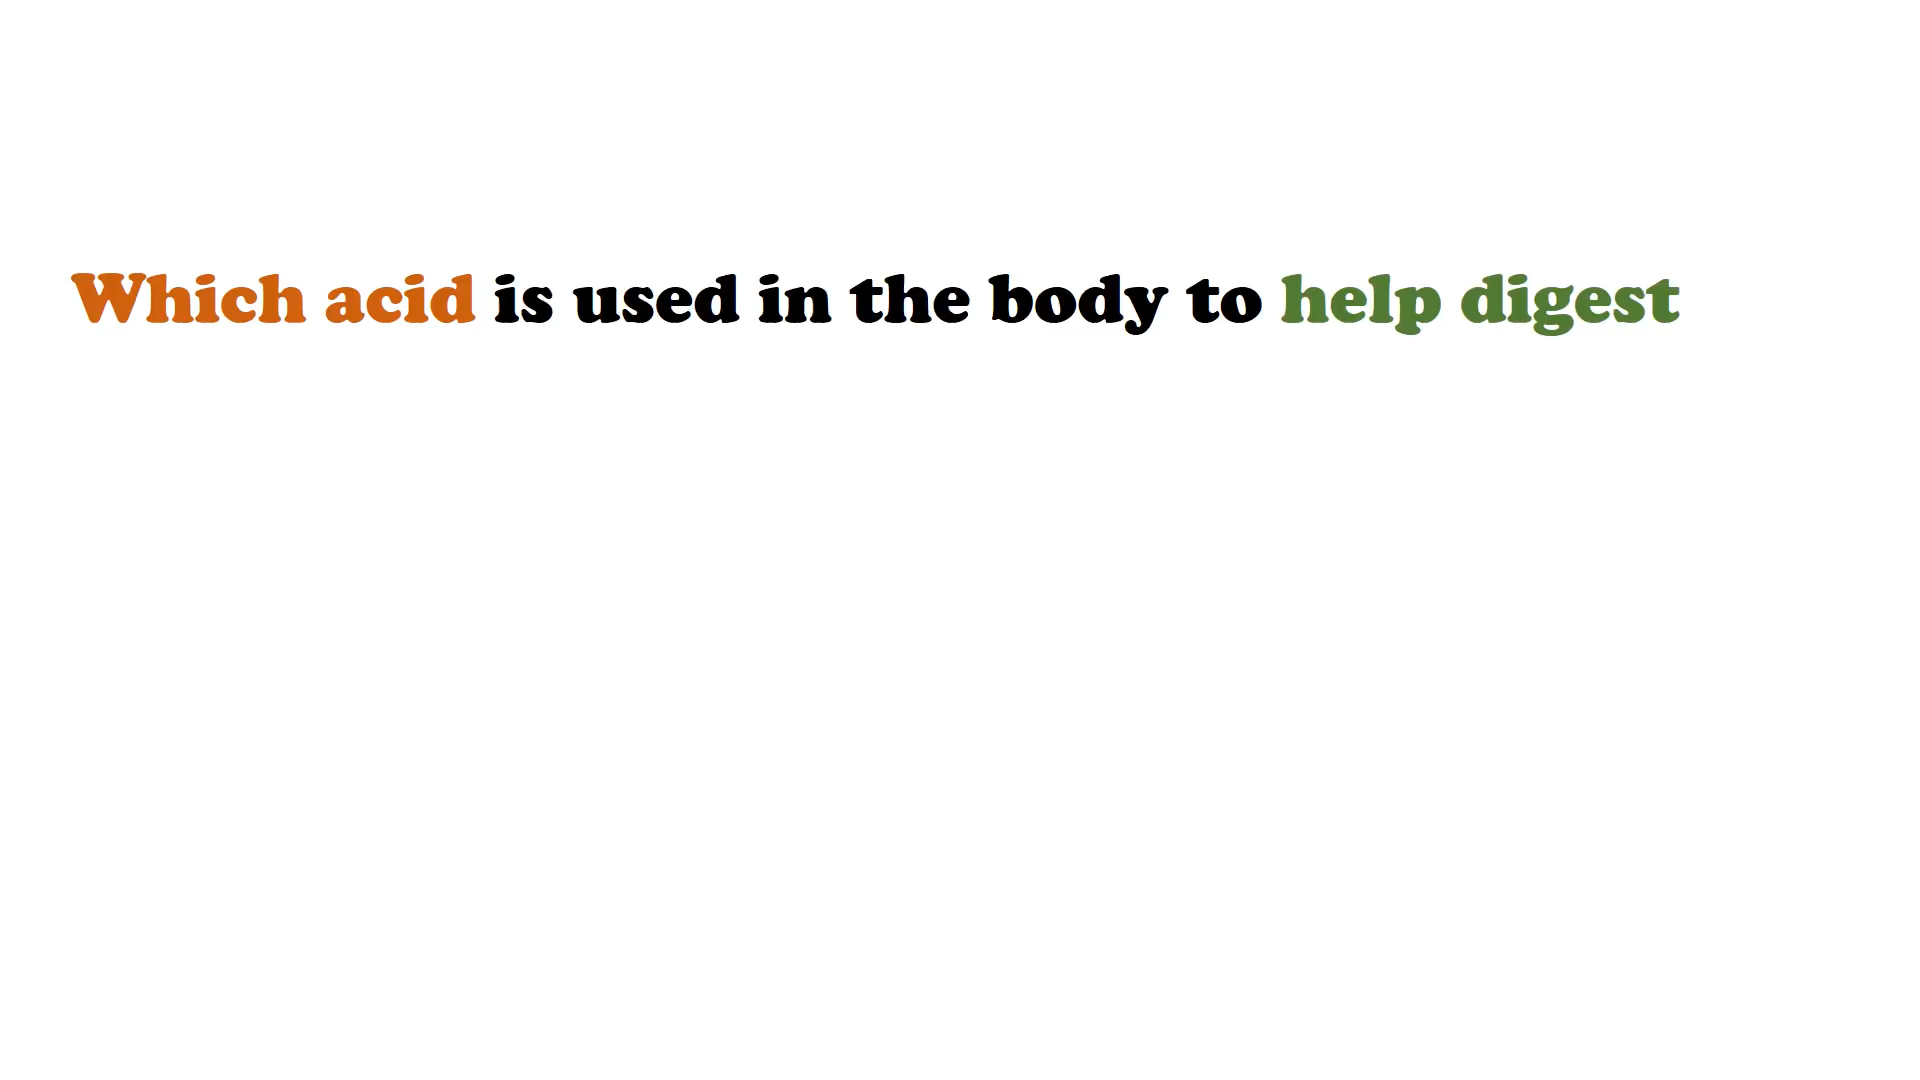 Which acid is used in the body to help digest